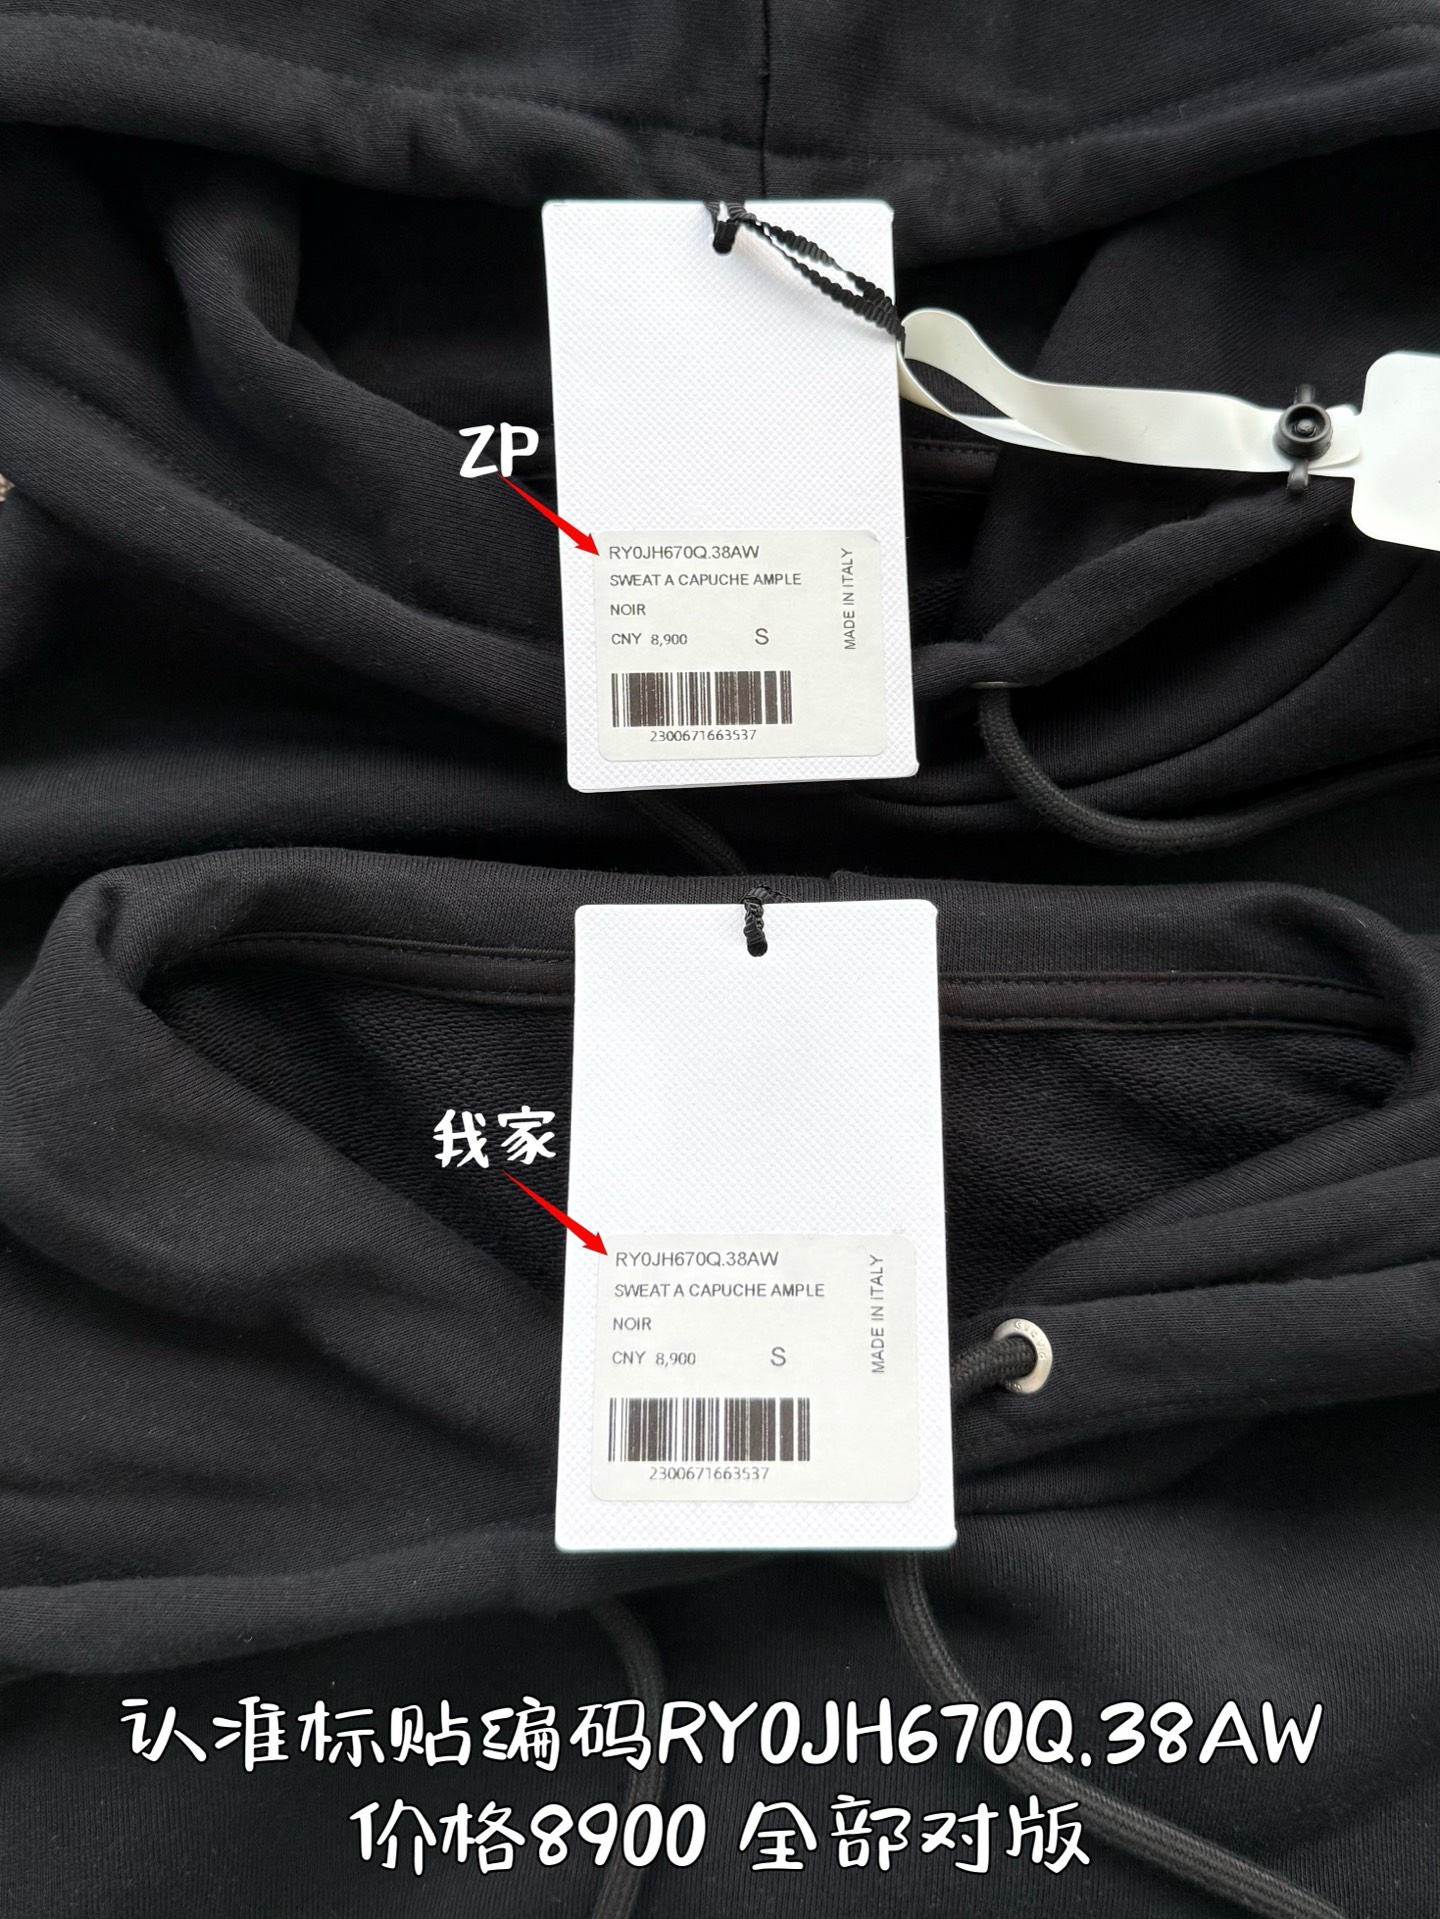 ZP
RY0JH670Q.38AW
SWEAT A CAPUCHE AMPLE
NOIR
CNY 8,900 S
MADE IN ITALY
2300671663537
我家
RY0JH670Q.38AW
SWEAT A CAPUCHE AMPLE
NOIR
CNY 8,900 S
MADE IN ITALY
2300671663537
认准标贴编码RY0JH670Q.38AW
价格8900 全部对版